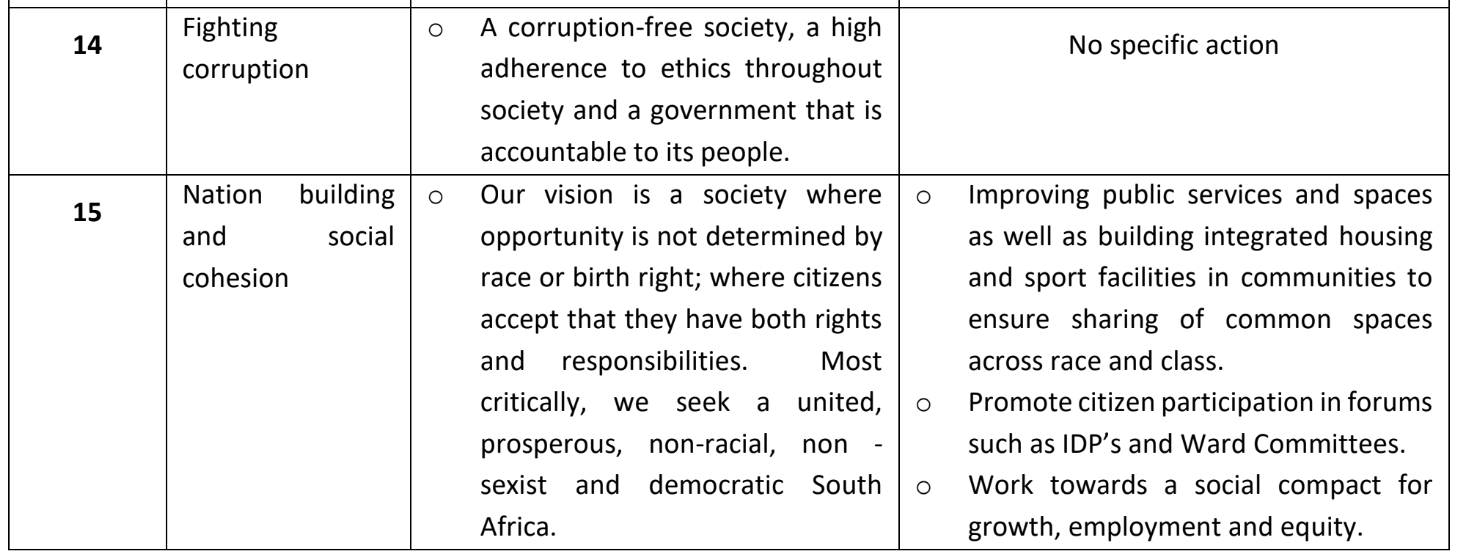 14
Fighting
corruption
o A corruption-free society, a high
adherence to ethics throughout
society and a government that is
accountable to its people.
No specific action
15
Nation building
and social
cohesion
o Our vision is a society where
opportunity is not determined by
race or birth right; where citizens
accept that they have both rights
and responsibilities. Most
critically, we seek a united,
prosperous, non-racial, non -
sexist and democratic South
Africa.
o Improving public services and spaces
as well as building integrated housing
and sport facilities in communities to
ensure sharing of common spaces
across race and class.
o Promote citizen participation in forums
such as IDP’s and Ward Committees.
o Work towards a social compact for
growth, employment and equity.